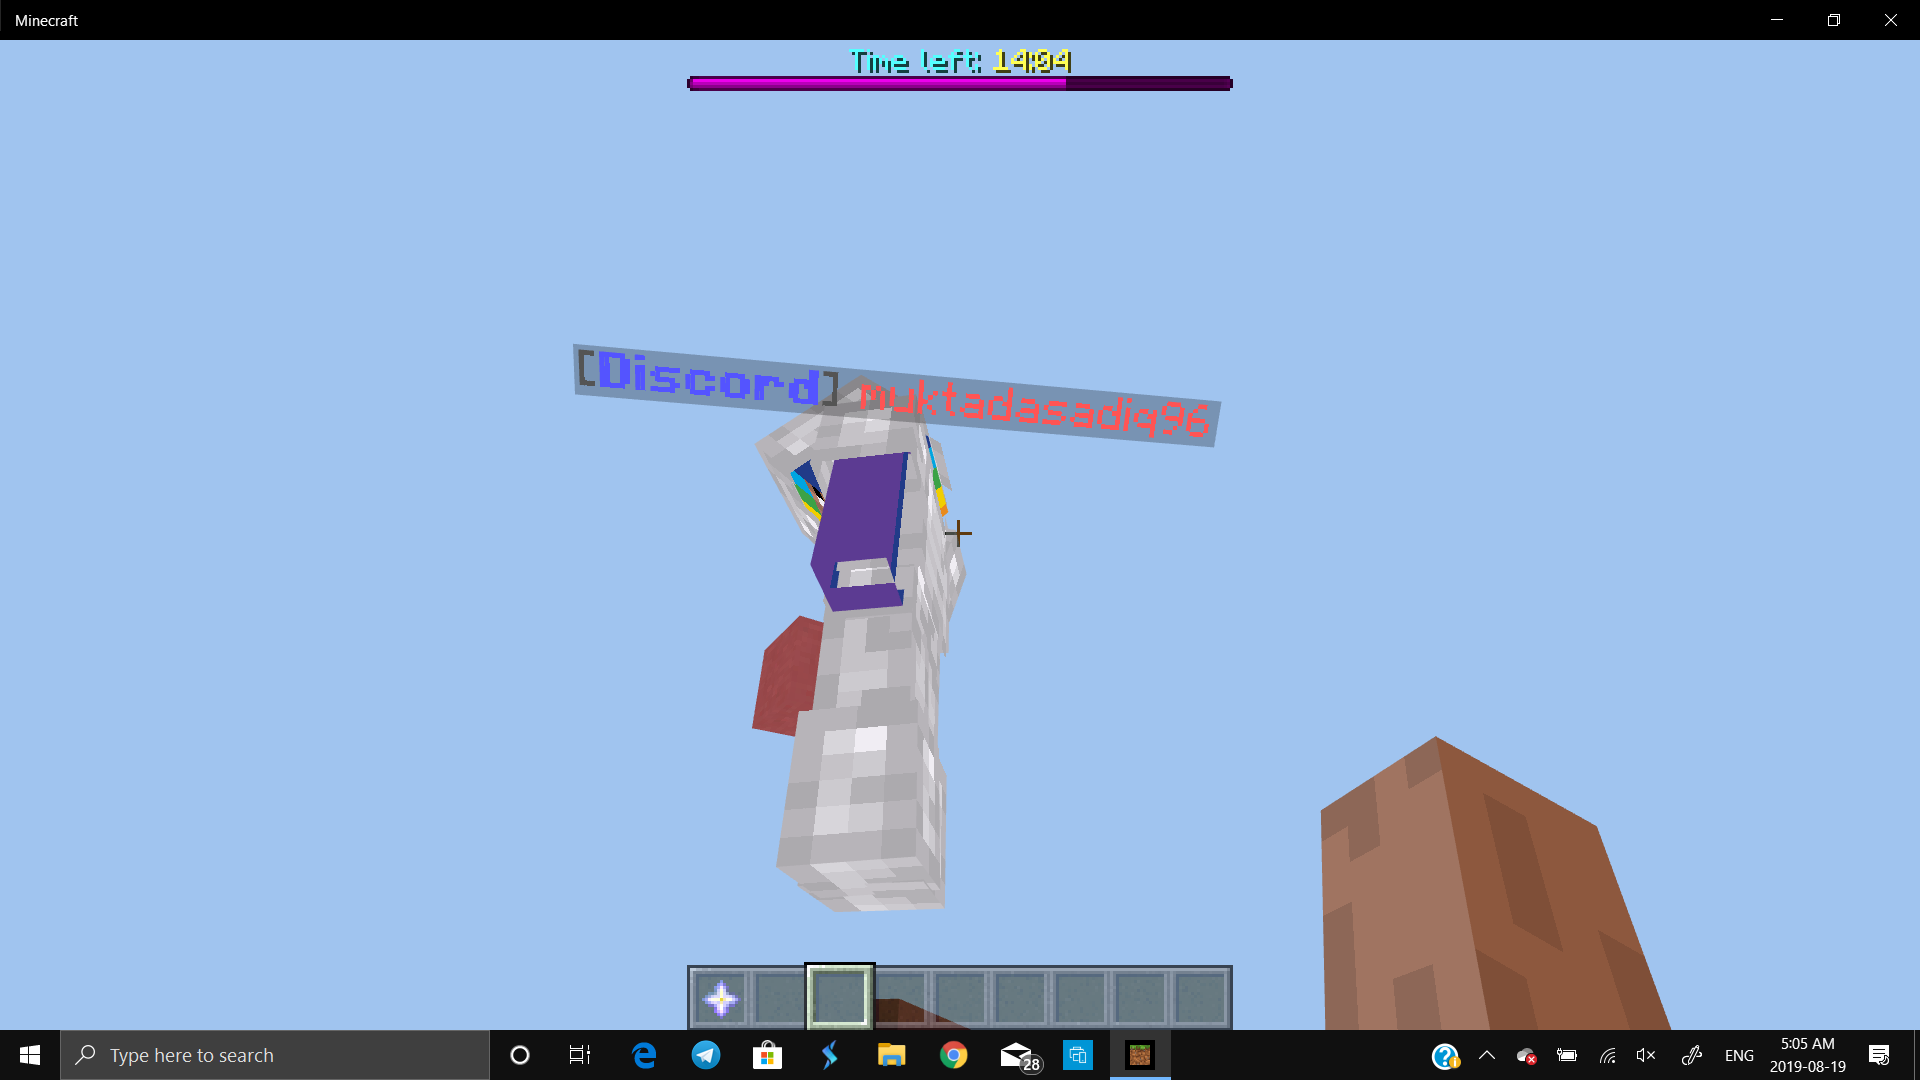 Minecraft
Time left: 14:04
[Discord] muktadasadiq96
Type here to search
28
ENG
5:05 AM
2019-08-19